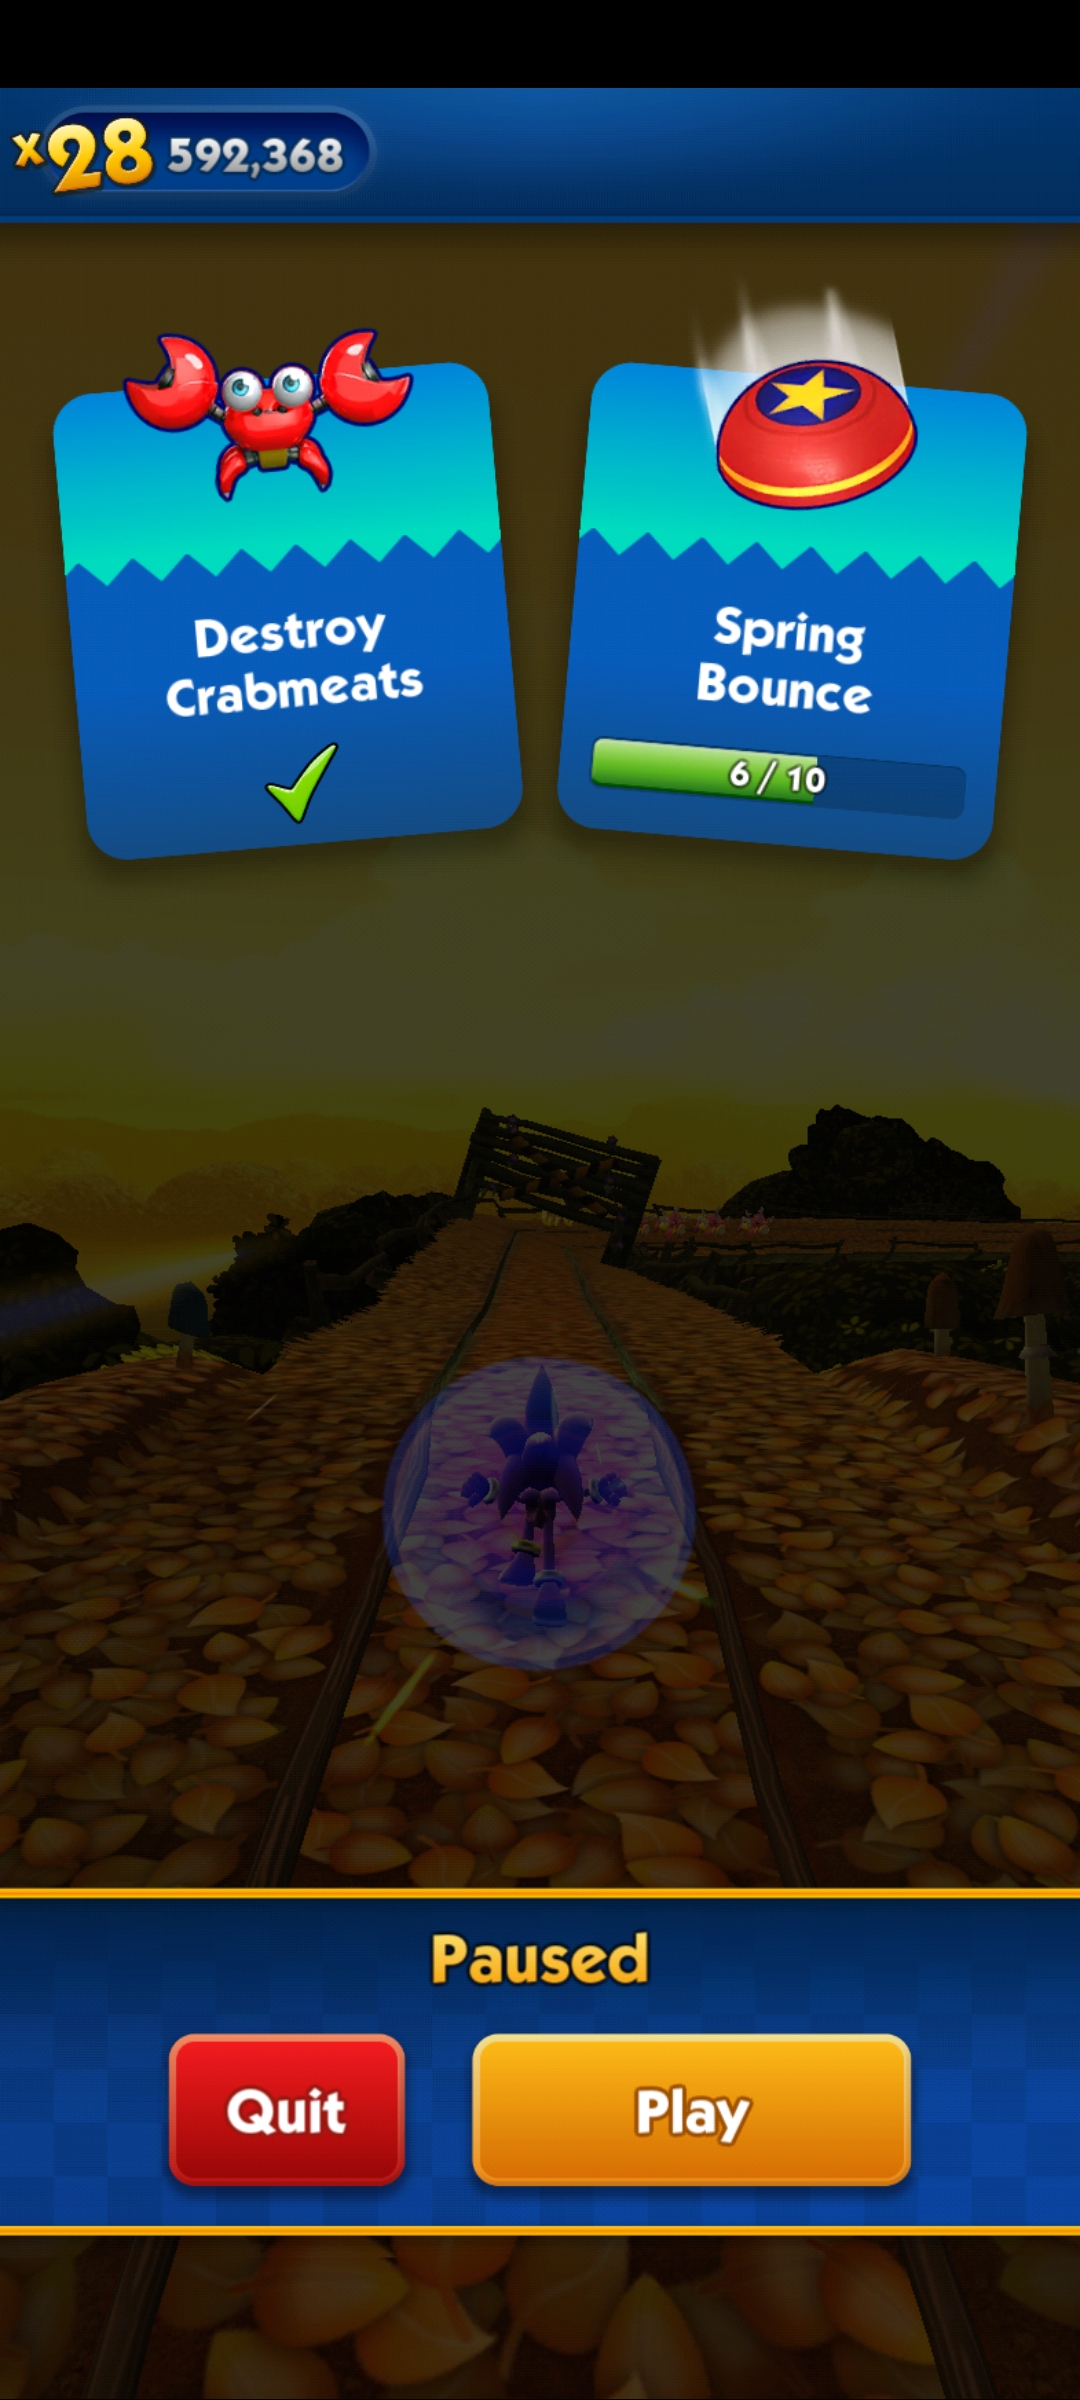 x28 592,368
Destroy
Crabmeats
Spring
Bounce
6 / 10
Paused
Quit
Play